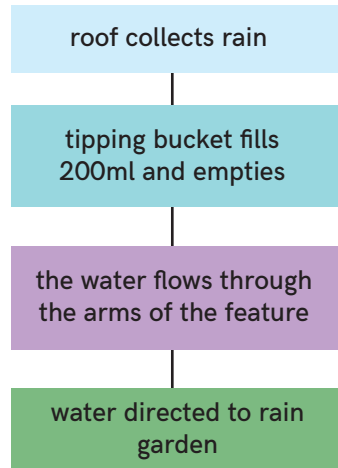 roof collects rain
tipping bucket fills
200ml and empties
the water flows through
the arms of the feature
water directed to rain
garden